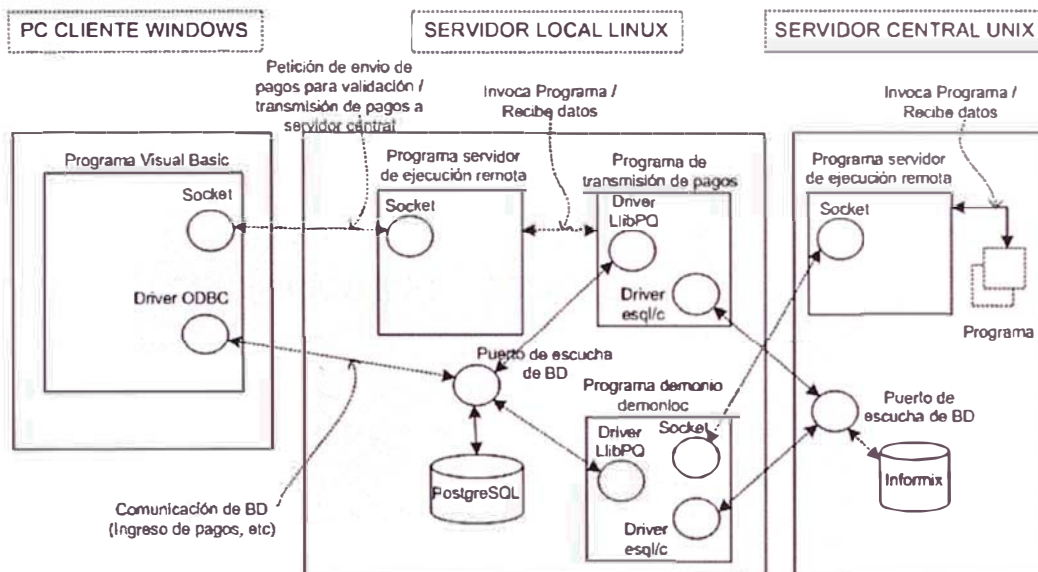 PC CLIENTE WINDOWS
SERVIDOR LOCAL LINUX
SERVIDOR CENTRAL UNIX
Petición de envio de
pagos para validación /
transmisión de pagos a
servidor central
Invoca Programa /
Recibe datos
Invoca Programa /
Recibe datos
Programa Visual Basic
Socket
Driver ODBC
Programa servidor
de ejecución remota
Socket
Programa de
transmisión de pagos
Driver
LlibPQ
Driver
esql/c
Programa servidor
de ejecución remota
Socket
Programa
Puerto de escucha
de BD
PostgreSQL
Programa demonio
demonloc
Driver
LlibPQ
Socket
Driver
esql/c
Puerto de
escucha de BD
Informix
Comunicación de BD
(Ingreso de pagos, etc)